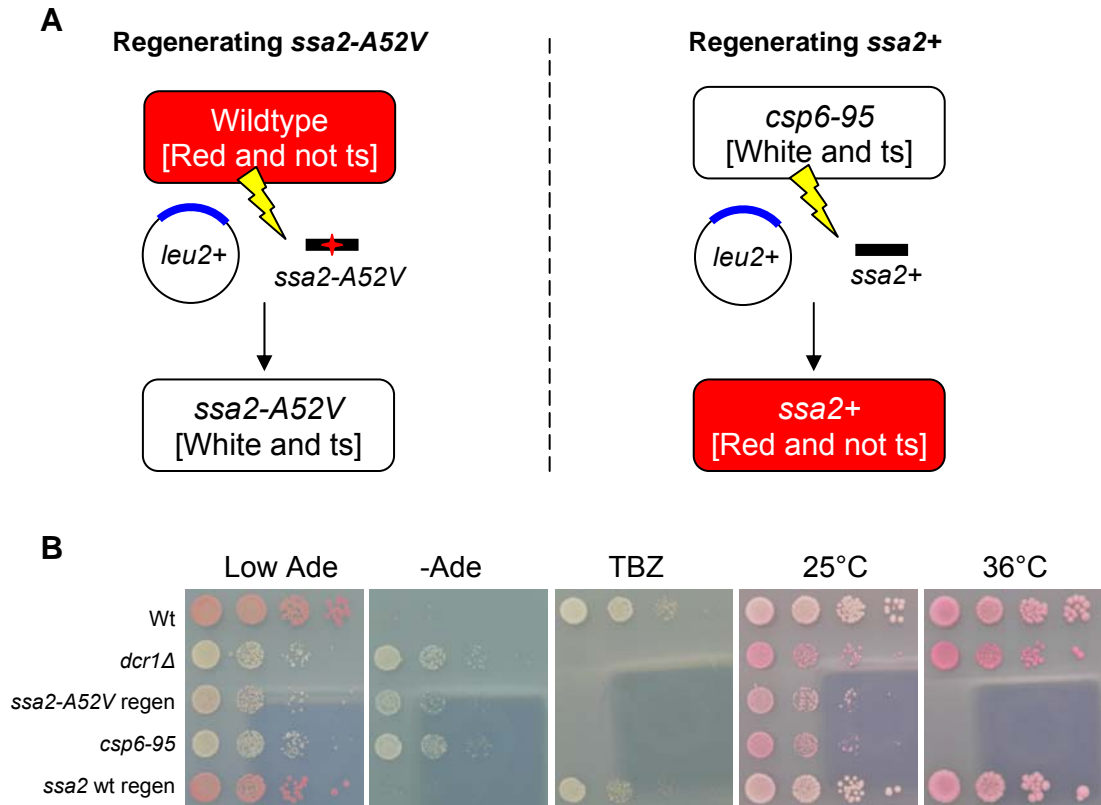 A
Regenerating ssa2-A52V
Regenerating ssa2+
Wildtype
[Red and not ts]
leu2+
ssa2-A52V
ssa2-A52V
[White and ts]
csp6-95
[White and ts]
leu2+
ssa2+
ssa2+
[Red and not ts]
B
Low Ade -Ade TBZ 25°C 36°C
Wt
dcr1Δ
ssa2-A52V regen
csp6-95
ssa2 wt regen